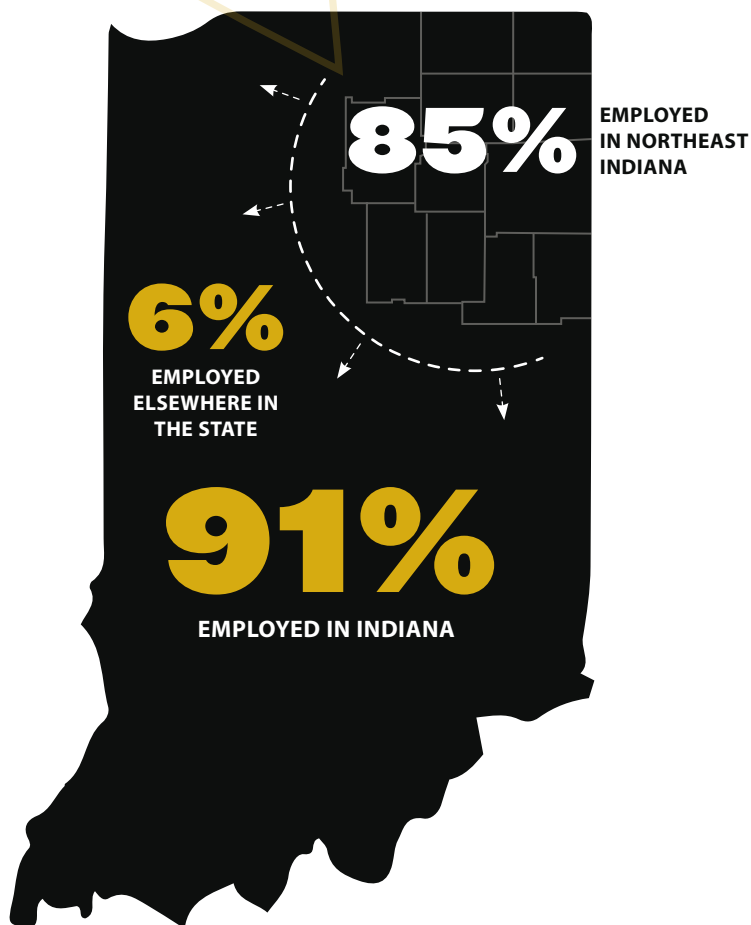 85%
EMPLOYED
IN NORTHEAST
INDIANA
6%
EMPLOYED
ELSEWHERE IN
THE STATE
91%
EMPLOYED IN INDIANA